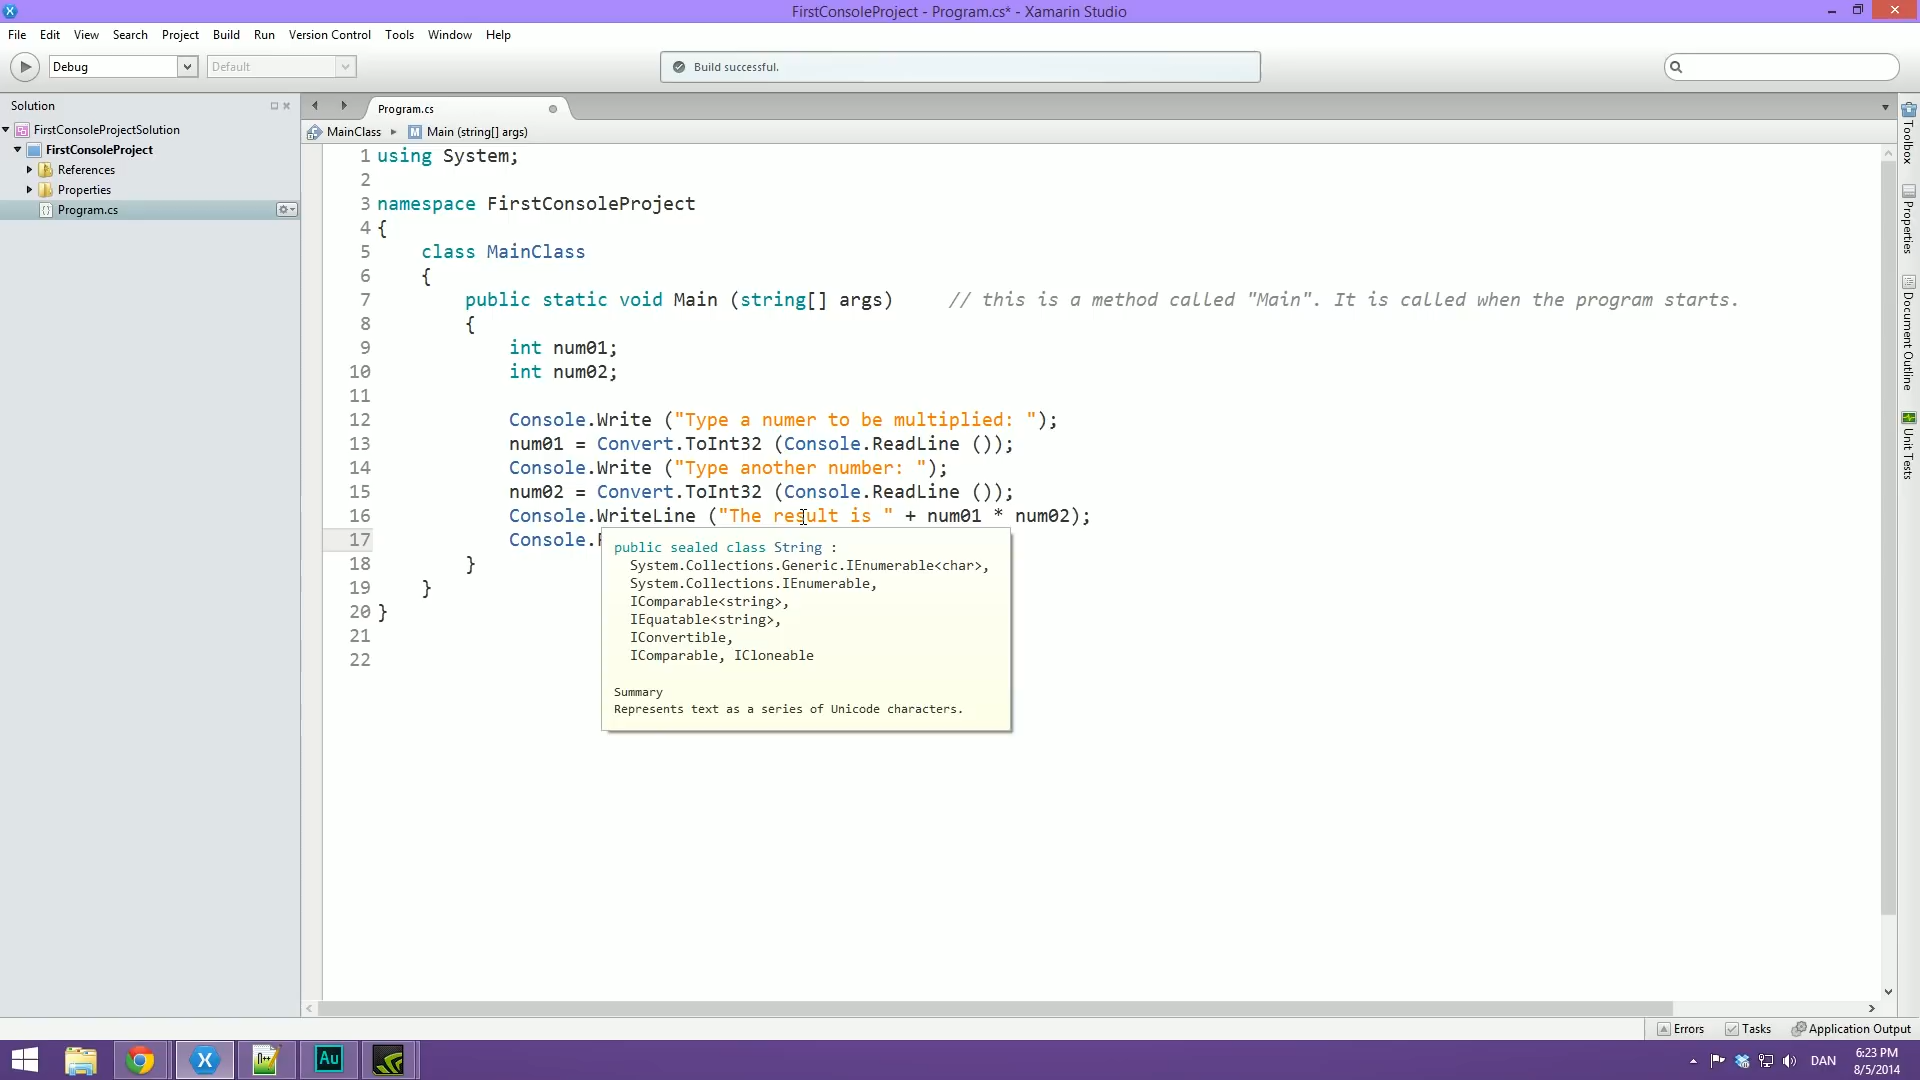 FirstConsoleProject - Program.cs* - Xamarin Studio
File Edit View Search Project Build Run Version Control Tools Window Help
Debug Default Build successful.
Solution
Program.cs
FirstConsoleProjectSolution
MainClass Main (string[] args)
FirstConsoleProject
References
Properties
Program.cs
1 using System;
2
3 namespace FirstConsoleProject
4 {
5 class MainClass
6 {
7 public static void Main (string[] args) // this is a method called "Main". It is called when the program starts.
8 {
9 int num01;
10 int num02;
11
12 Console.Write ("Type a numer to be multiplied: ");
13 num01 = Convert.ToInt32 (Console.ReadLine ());
14 Console.Write ("Type another number: ");
15 num02 = Convert.ToInt32 (Console.ReadLine ());
16 Console.WriteLine ("The result is " + num01 * num02);
17 Console.
18 }
19 }
20 }
21
22
public sealed class String :
System.Collections.Generic.IEnumerable<char>,
System.Collections.IEnumerable,
IComparable<string>,
IEquatable<string>,
IConvertible,
IComparable, ICloneable
Summary
Represents text as a series of Unicode characters.
Toolbox
Properties
Document Outline
Unit Tests
Errors Tasks Application Output
Au
DAN
6:23 PM
8/5/2014